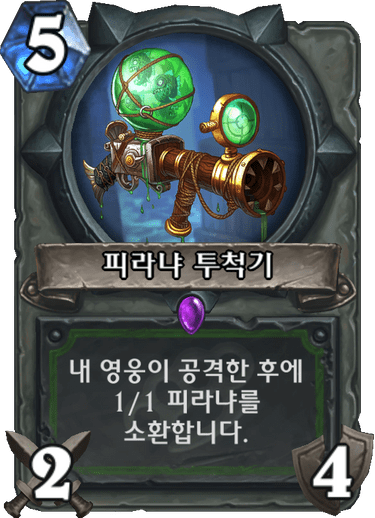 5
피라냐 투척기
내 영웅이 공격한 후에
1/1 피라냐를
소환합니다.
2
4